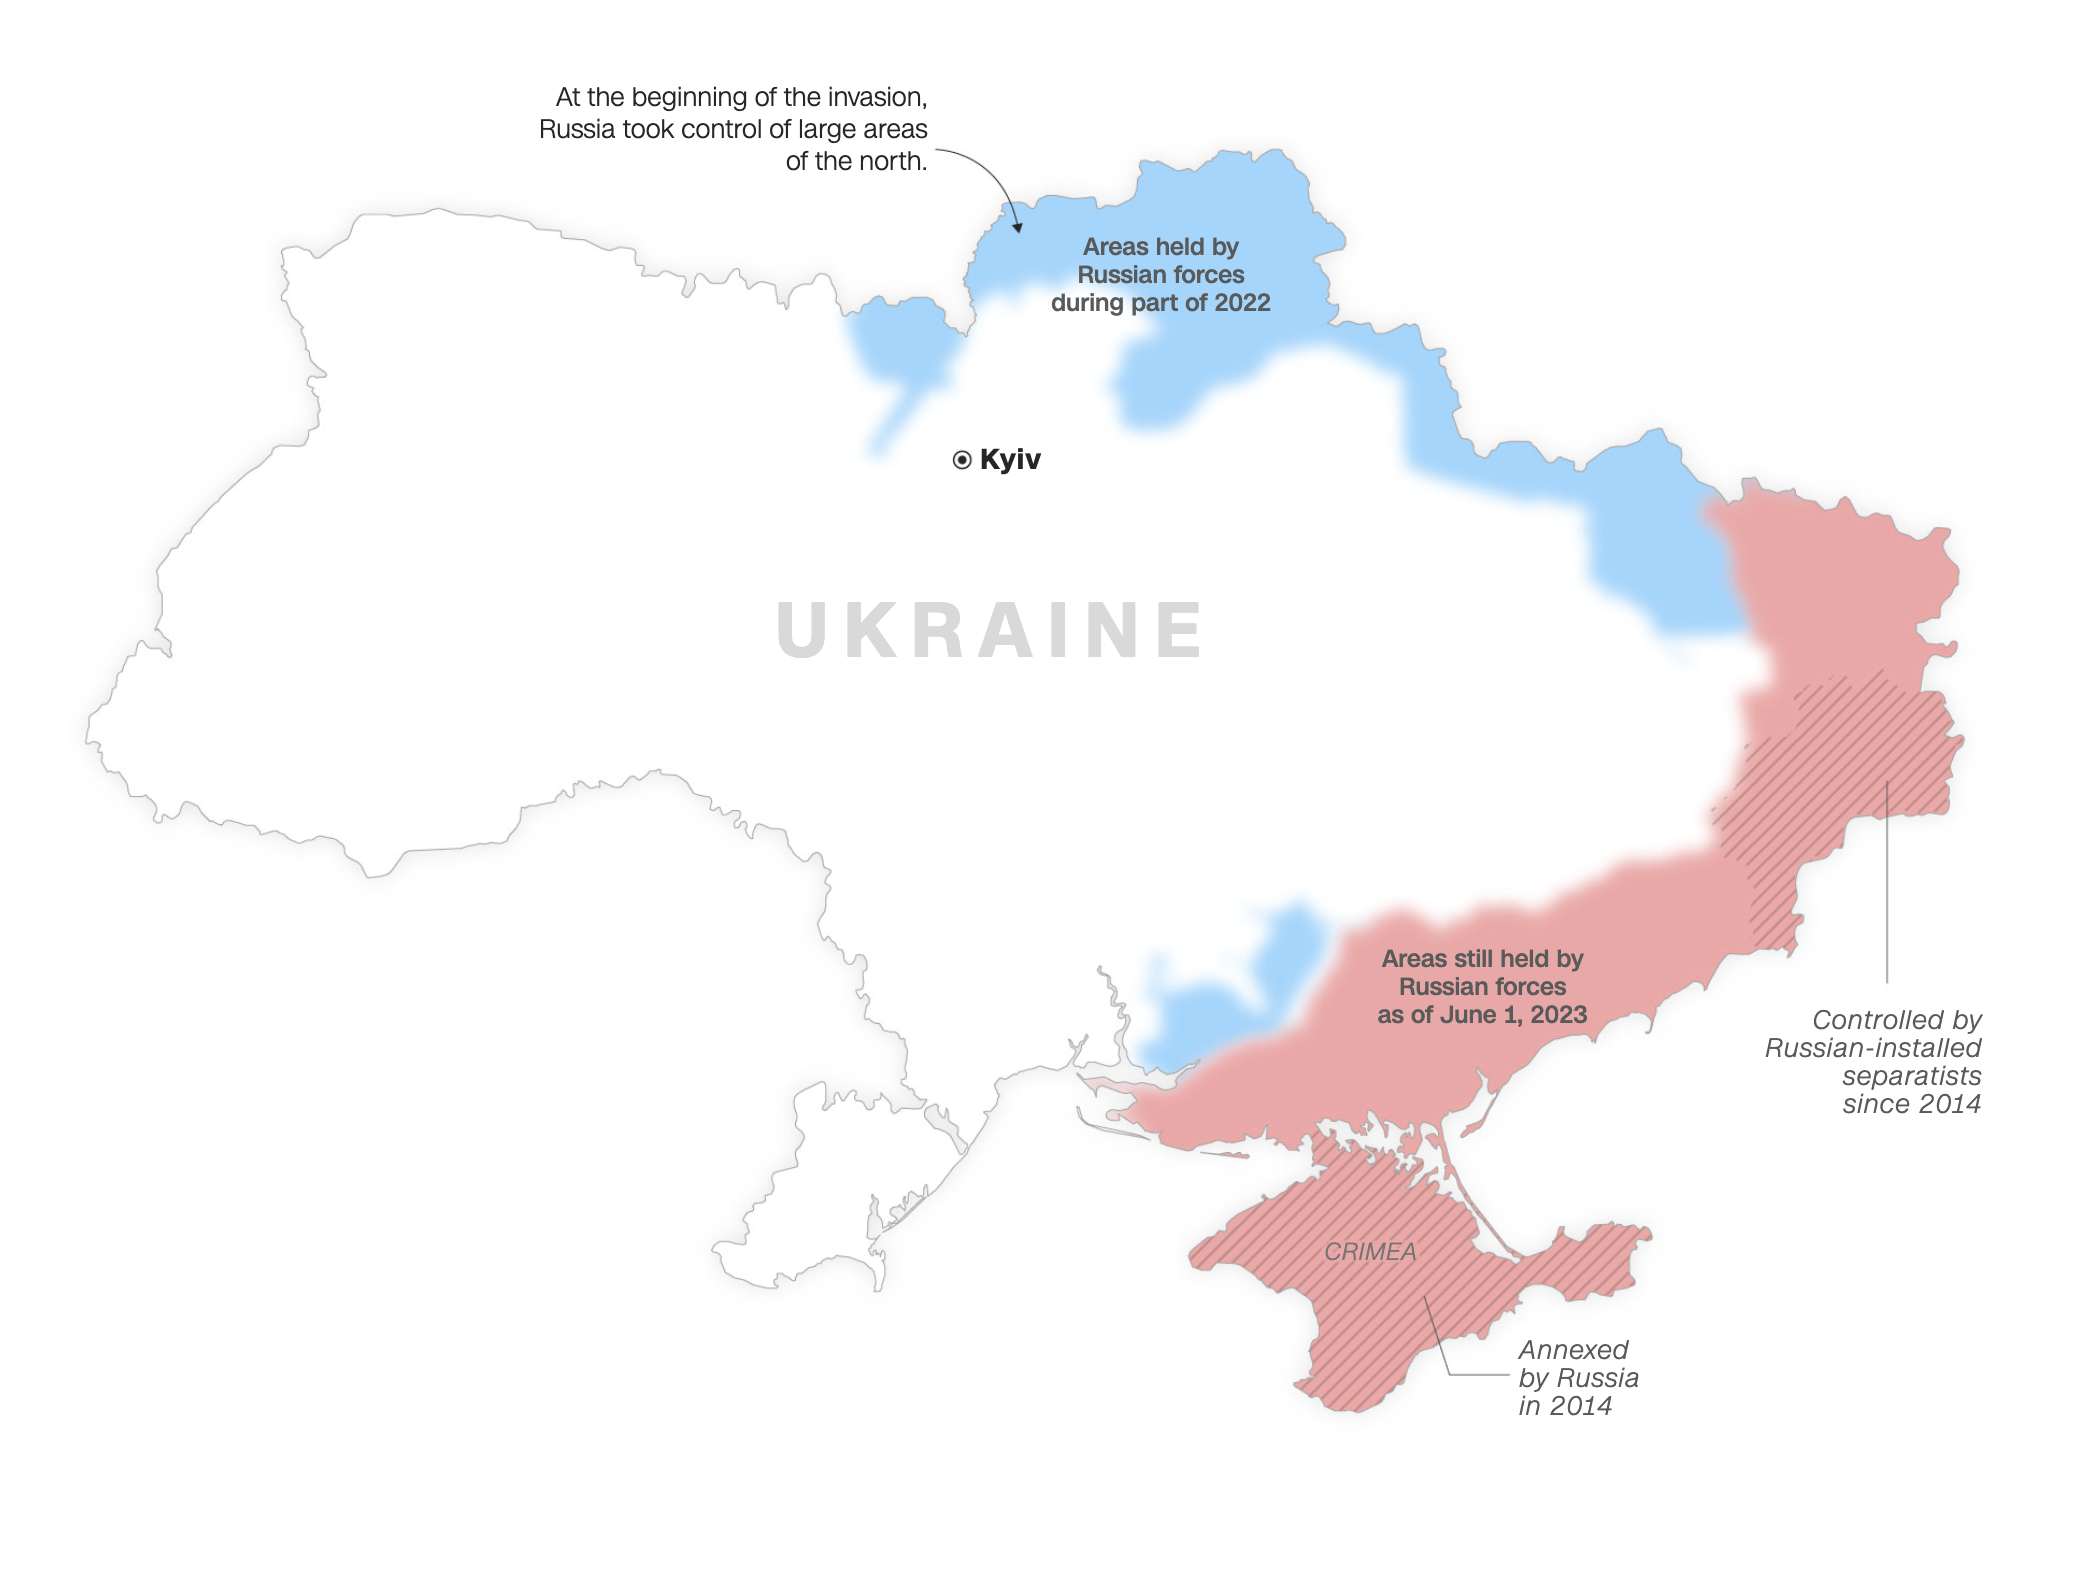 At the beginning of the invasion,
Russia took control of large areas
of the north.
Areas held by
Russian forces
during part of 2022
Kyiv
UKRAINE
Areas still held by
Russian forces
as of June 1, 2023
Controlled by
Russian-installed
separatists
since 2014
CRIMEA
Annexed
by Russia
in 2014